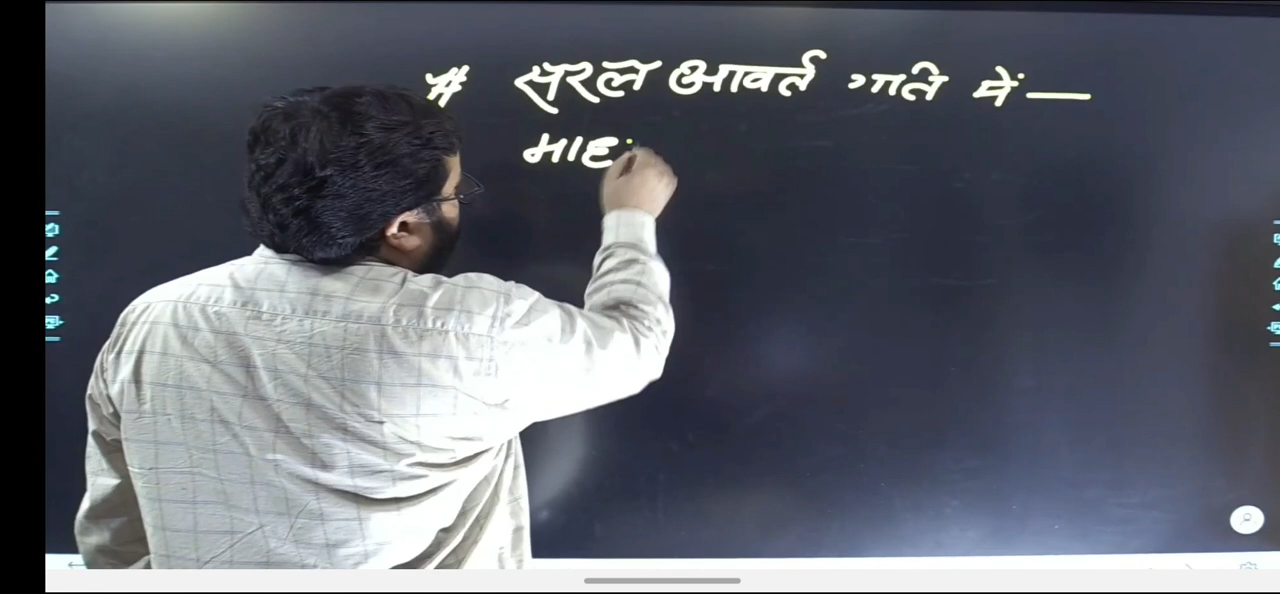 # सरल आवर्त गति में —
माध